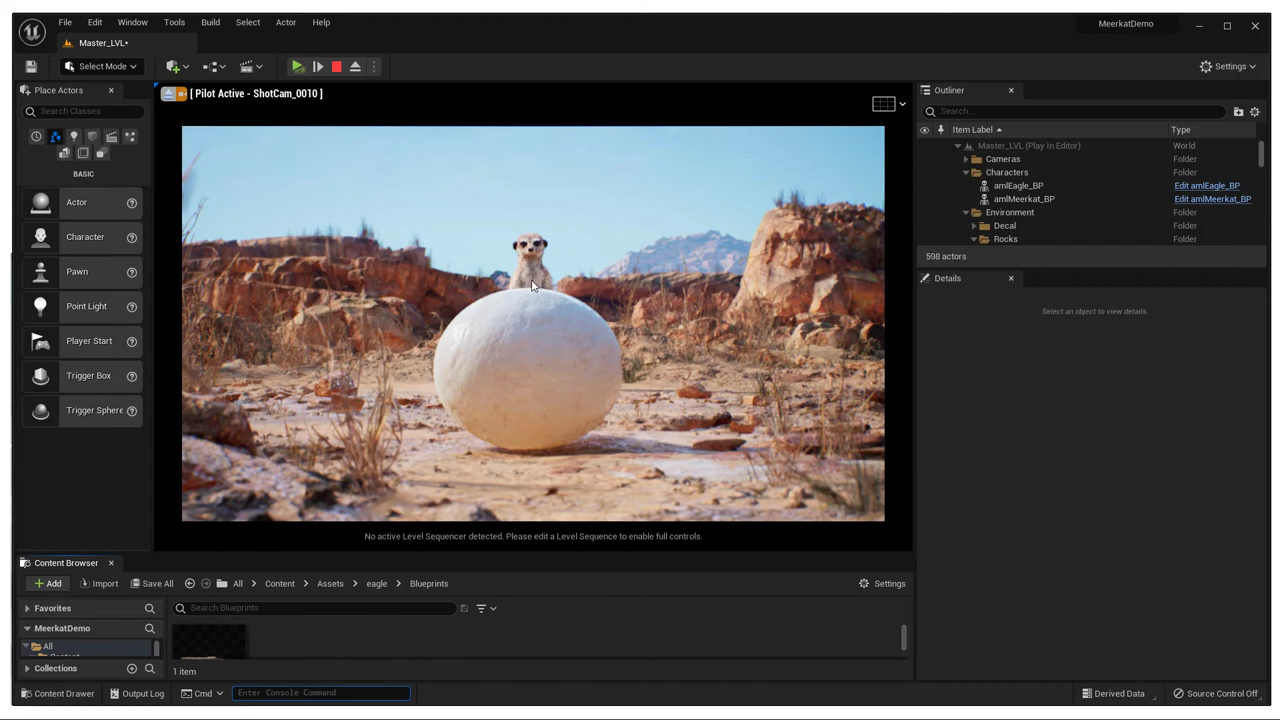 File Edit Window Tools Build Select Actor Help
MeerkatDemo
Master_LVL•
Select Mode
Settings
Place Actors
Search Classes
BASIC
Actor
Character
Pawn
Point Light
Player Start
Trigger Box
Trigger Sphere
[ Pilot Active - ShotCam_0010 ]
No active Level Sequencer detected. Please edit a Level Sequence to enable full controls.
Outliner
Search...
Item Label Type
Master_LVL (Play In Editor) World
Cameras Folder
Characters Folder
amlEagle_BP Edit amlEagle_BP
amlMeerkat_BP Edit amlMeerkat_BP
Environment Folder
Decal Folder
Rocks Folder
598 actors
Details
Select an object to view details.
Content Browser
Add Import Save All All Content Assets eagle Blueprints Settings
Favorites
Search Blueprints
MeerkatDemo
All
Collections
1 item
Content Drawer Output Log Cmd Enter Console Command Derived Data Source Control Off